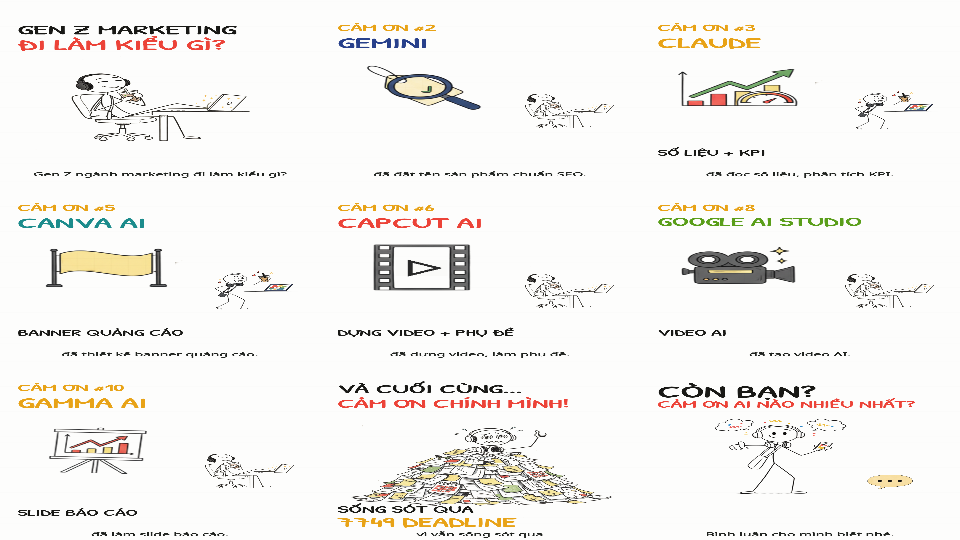 GEN Z MARKETING
ĐI LÀM KIỂU GÌ?
Gen Z ngành marketing đi làm kiểu gì?
CẢM ƠN #2
GEMINI
đã đặt tên sản phẩm chuẩn SEO.
CẢM ƠN #3
CLAUDE
SỐ LIỆU + KPI
đã đọc số liệu, phân tích KPI.
CẢM ƠN #5
CANVA AI
BANNER QUẢNG CÁO
đã thiết kế banner quảng cáo.
CẢM ƠN #6
CAPCUT AI
DỰNG VIDEO + PHỤ ĐỀ
đã dựng video, làm phụ đề.
CẢM ƠN #8
GOOGLE AI STUDIO
VIDEO AI
đã tạo video AI.
CẢM ƠN #10
GAMMA AI
SLIDE BÁO CÁO
đã làm slide báo cáo.
VÀ CUỐI CÙNG...
CẢM ƠN CHÍNH MÌNH!
SỐNG SÓT QUA
7749 DEADLINE
vì vẫn sống sót qua
CÒN BẠN?
CẢM ƠN AI NÀO NHIỀU NHẤT?
Bình luận cho mình biết nhé.